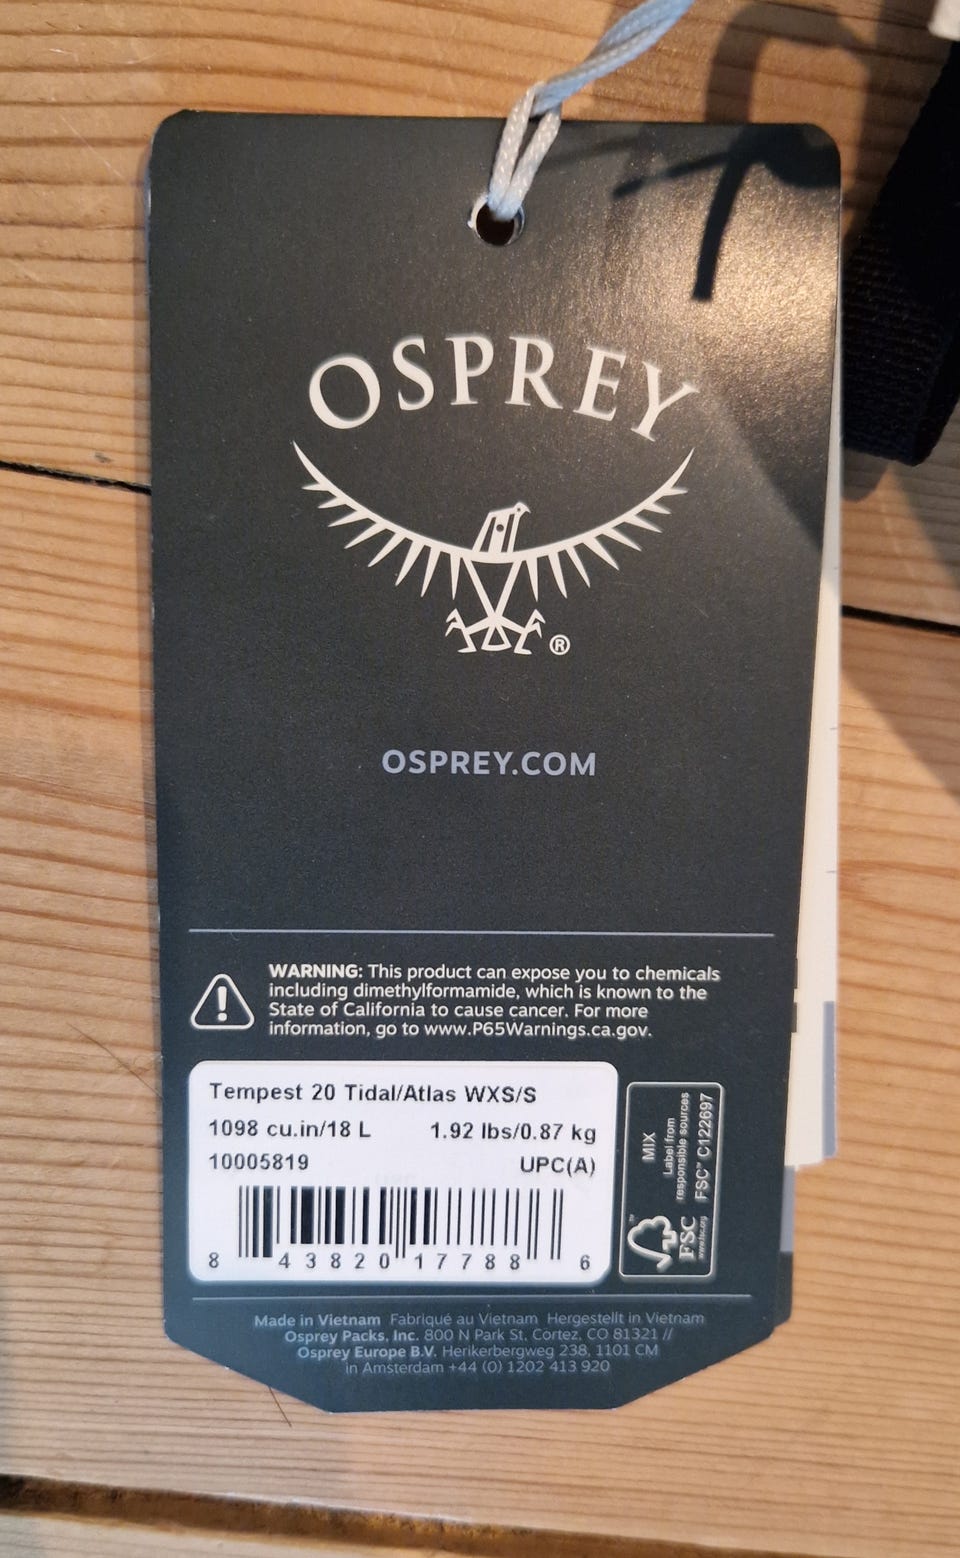 OSPREY
®
OSPREY.COM
WARNING: This product can expose you to chemicals
including dimethylformamide, which is known to the
State of California to cause cancer. For more
information, go to www.P65Warnings.ca.gov.
Tempest 20 Tidal/Atlas WXS/S
1098 cu.in/18 L 1.92 lbs/0.87 kg
10005819 UPC(A)
8 43820 17788 6
MIX
Label from
responsible sources
FSC™ C122697
™
FSC
www.fsc.org
Made in Vietnam Fabriqué au Vietnam Hergestellt in Vietnam
Osprey Packs, Inc. 800 N Park St, Cortez, CO 81321 //
Osprey Europe B.V. Herikerbergweg 238, 1101 CM
in Amsterdam +44 (0) 1202 413 920